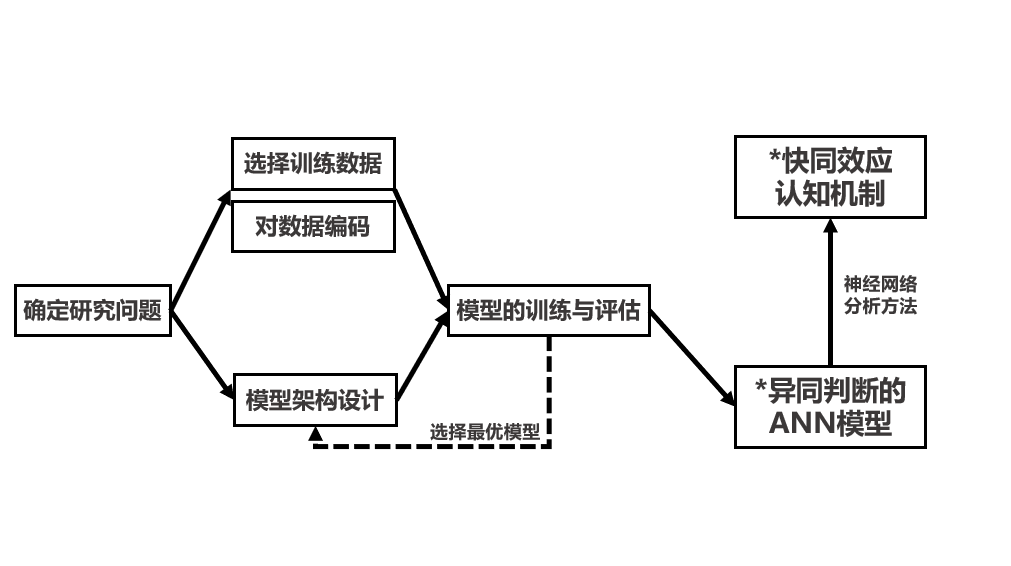 选择训练数据
对数据编码
确定研究问题
模型的训练与评估
模型架构设计
选择最优模型
*快同效应
认知机制
神经网络
分析方法
*异同判断的
ANN模型